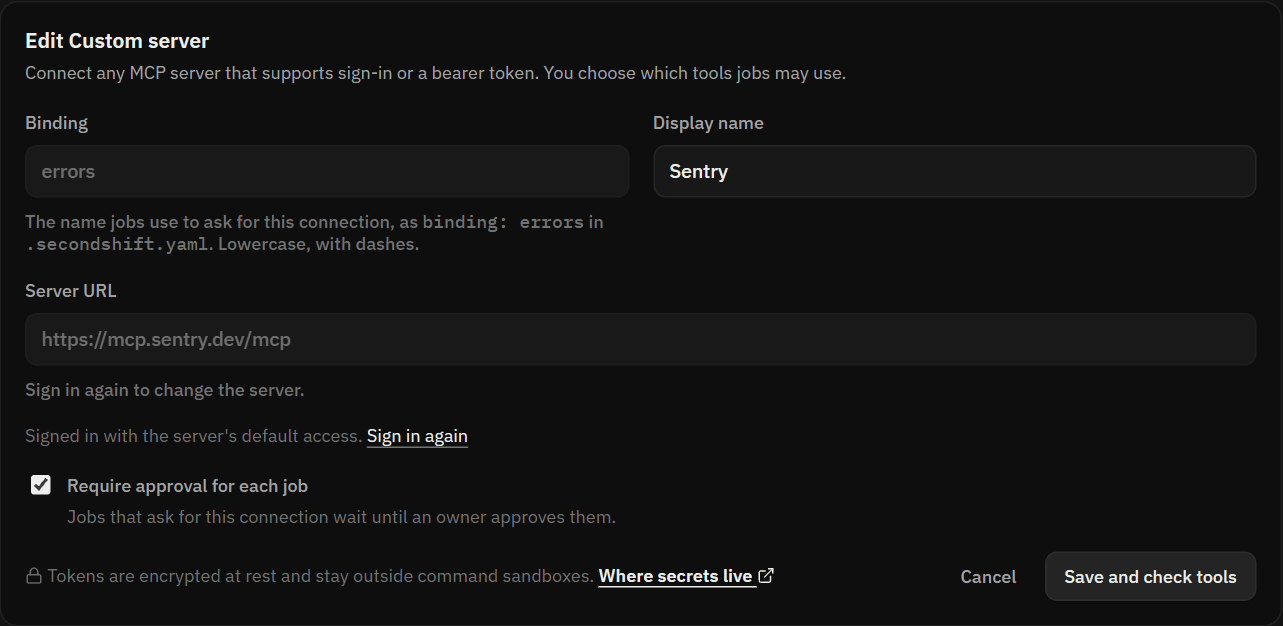 Edit Custom server
Connect any MCP server that supports sign-in or a bearer token. You choose which tools jobs may use.
Binding
Display name
errors
Sentry
The name jobs use to ask for this connection, as binding: errors in
.secondshift.yaml. Lowercase, with dashes.
Server URL
https://mcp.sentry.dev/mcp
Sign in again to change the server.
Signed in with the server's default access. Sign in again
Require approval for each job
Jobs that ask for this connection wait until an owner approves them.
Tokens are encrypted at rest and stay outside command sandboxes. Where secrets live
Cancel
Save and check tools